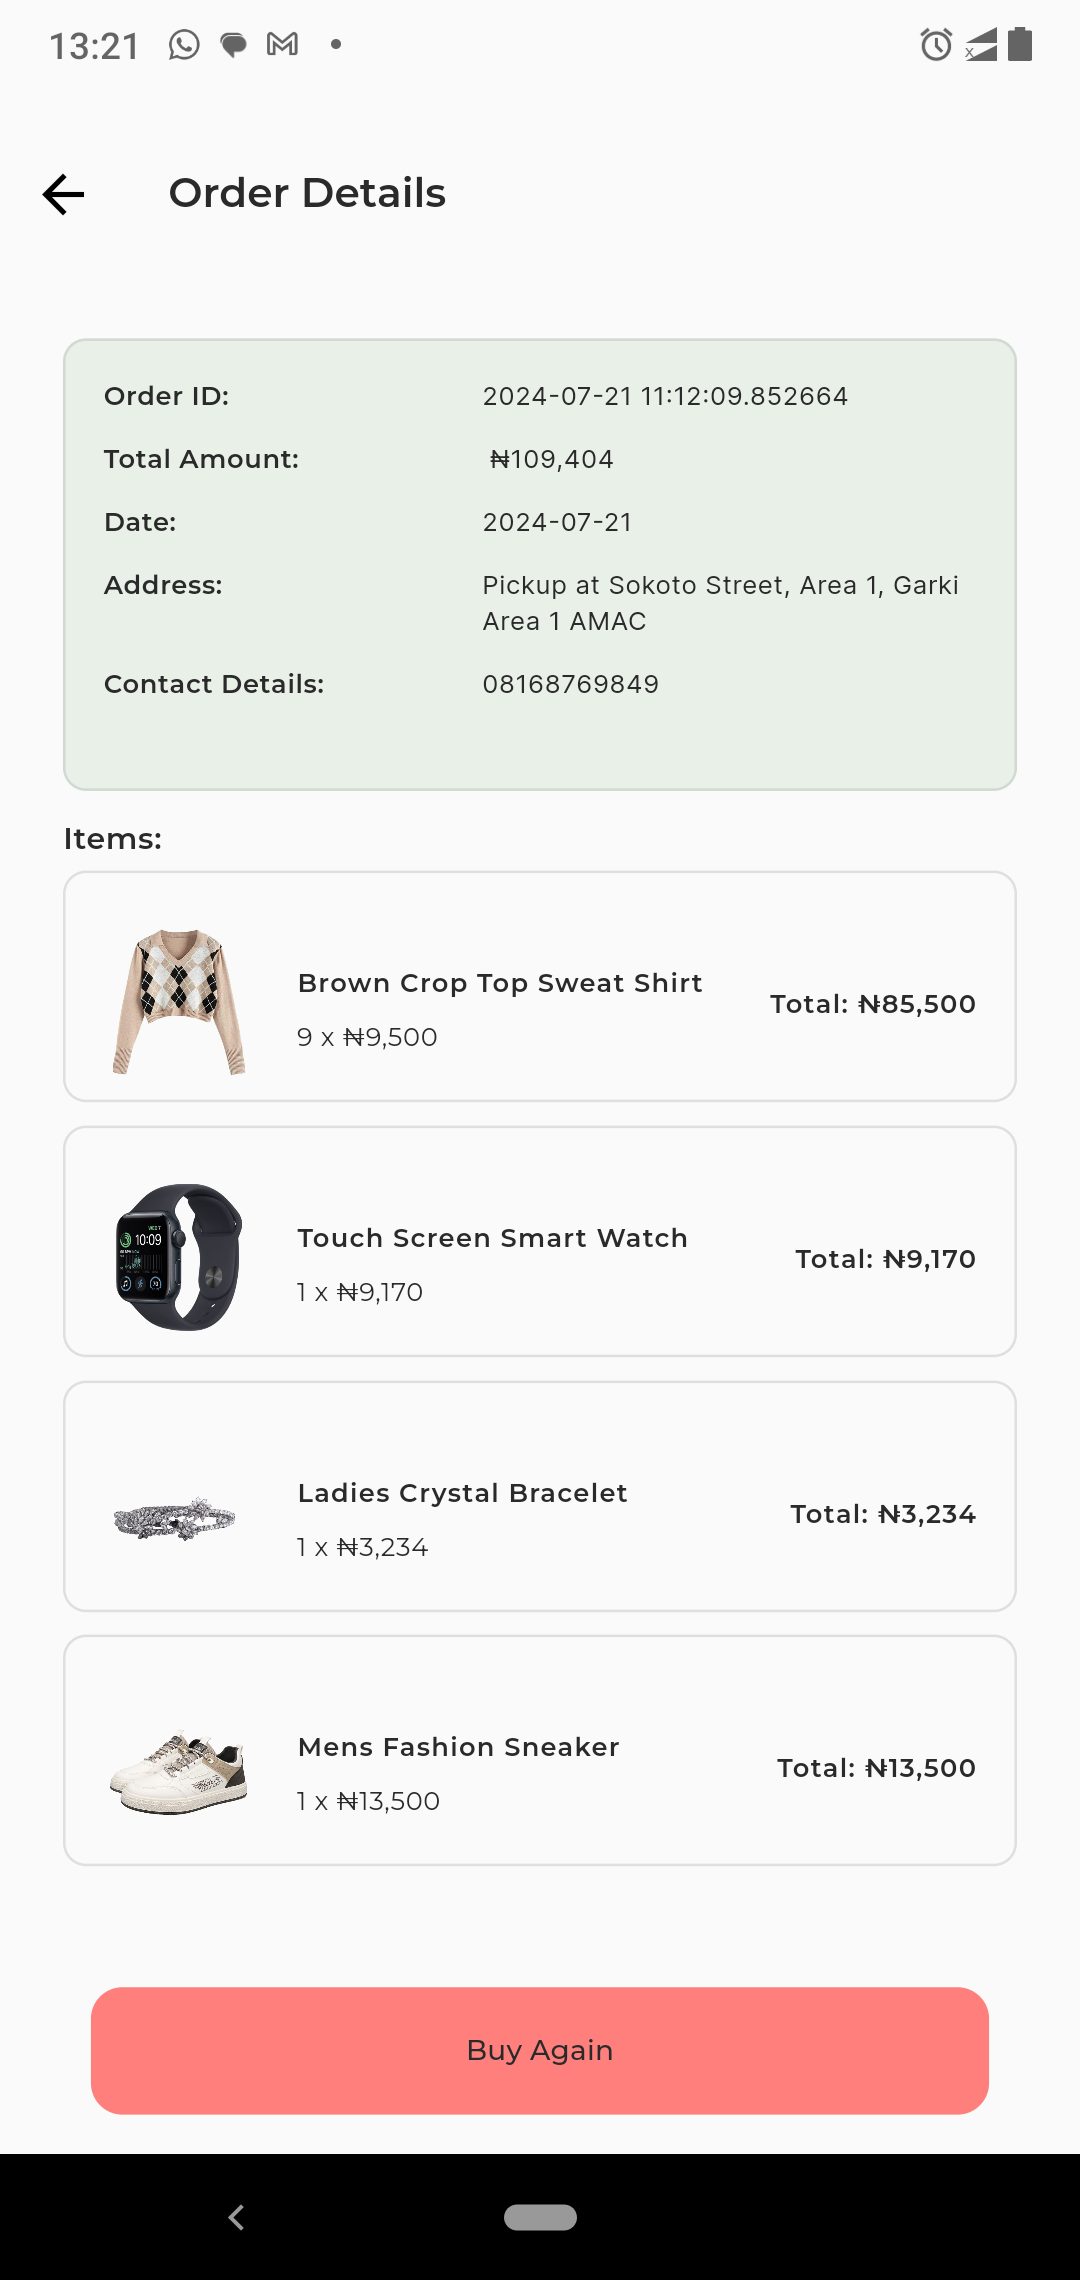 13:21
Order Details
Order ID: 2024-07-21 11:12:09.852664
Total Amount: ₦109,404
Date: 2024-07-21
Address: Pickup at Sokoto Street, Area 1, Garki
Area 1 AMAC
Contact Details: 08168769849
Items:
Brown Crop Top Sweat Shirt
Total: ₦85,500
9 x ₦9,500
10:09
Touch Screen Smart Watch
Total: ₦9,170
1 x ₦9,170
Ladies Crystal Bracelet
Total: ₦3,234
1 x ₦3,234
Mens Fashion Sneaker
Total: ₦13,500
1 x ₦13,500
Buy Again